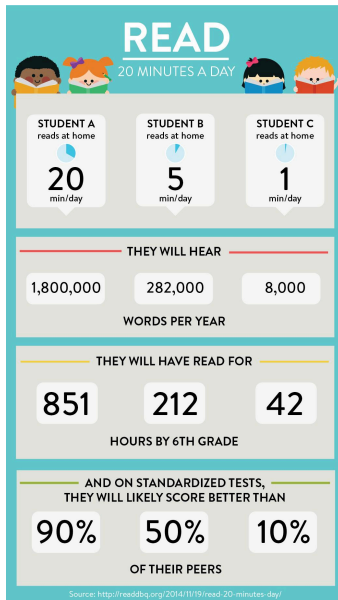 READ
20 MINUTES A DAY
STUDENT A STUDENT B STUDENT C
reads at home reads at home reads at home
20 5 1
min/day min/day min/day
THEY WILL HEAR
1,800,000 282,000 8,000
WORDS PER YEAR
THEY WILL HAVE READ FOR
851 212 42
HOURS BY 6TH GRADE
AND ON STANDARDIZED TESTS,
THEY WILL LIKELY SCORE BETTER THAN
90% 50% 10%
OF THEIR PEERS
Source: http://readdbq.org/2014/11/19/read-20-minutes-day/